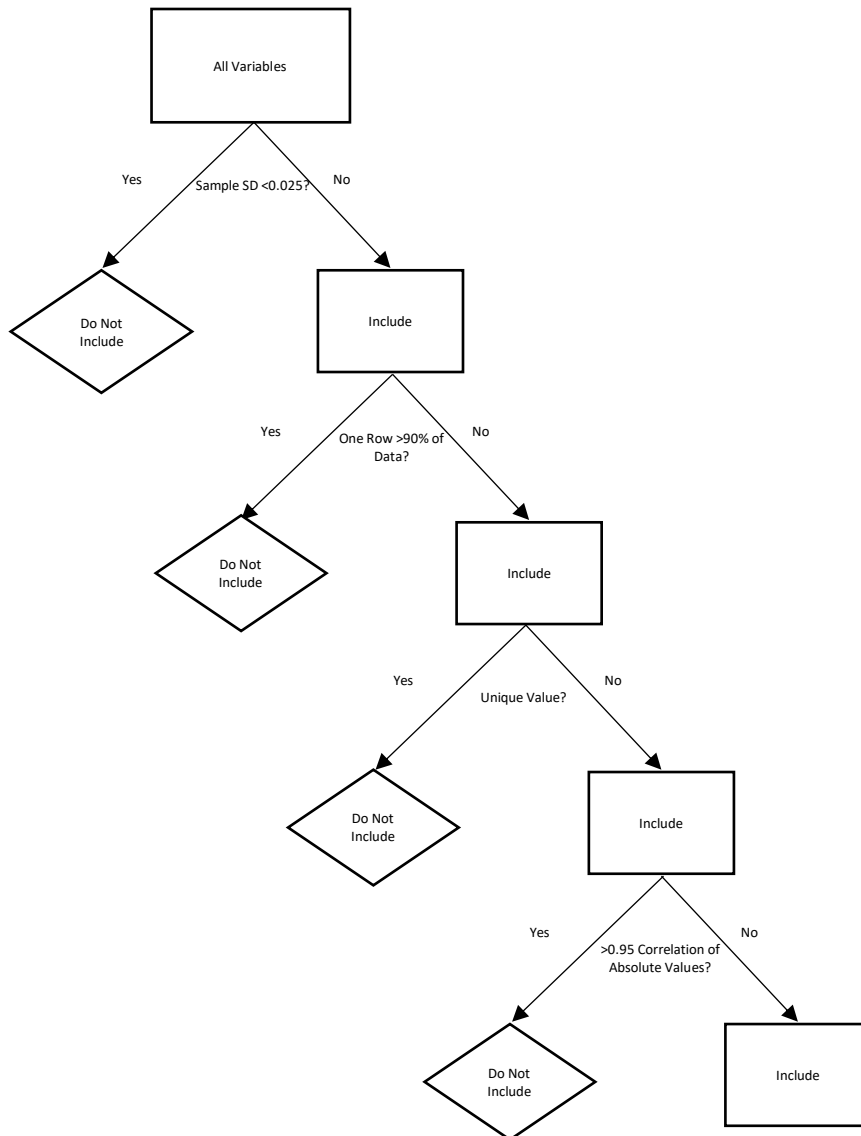 All Variables
Yes
Sample SD <0.025?
No
Do Not
Include
Include
Yes
One Row >90% of
Data?
No
Do Not
Include
Include
Yes
Unique Value?
No
Do Not
Include
Include
Yes
>0.95 Correlation of
Absolute Values?
No
Do Not
Include
Include